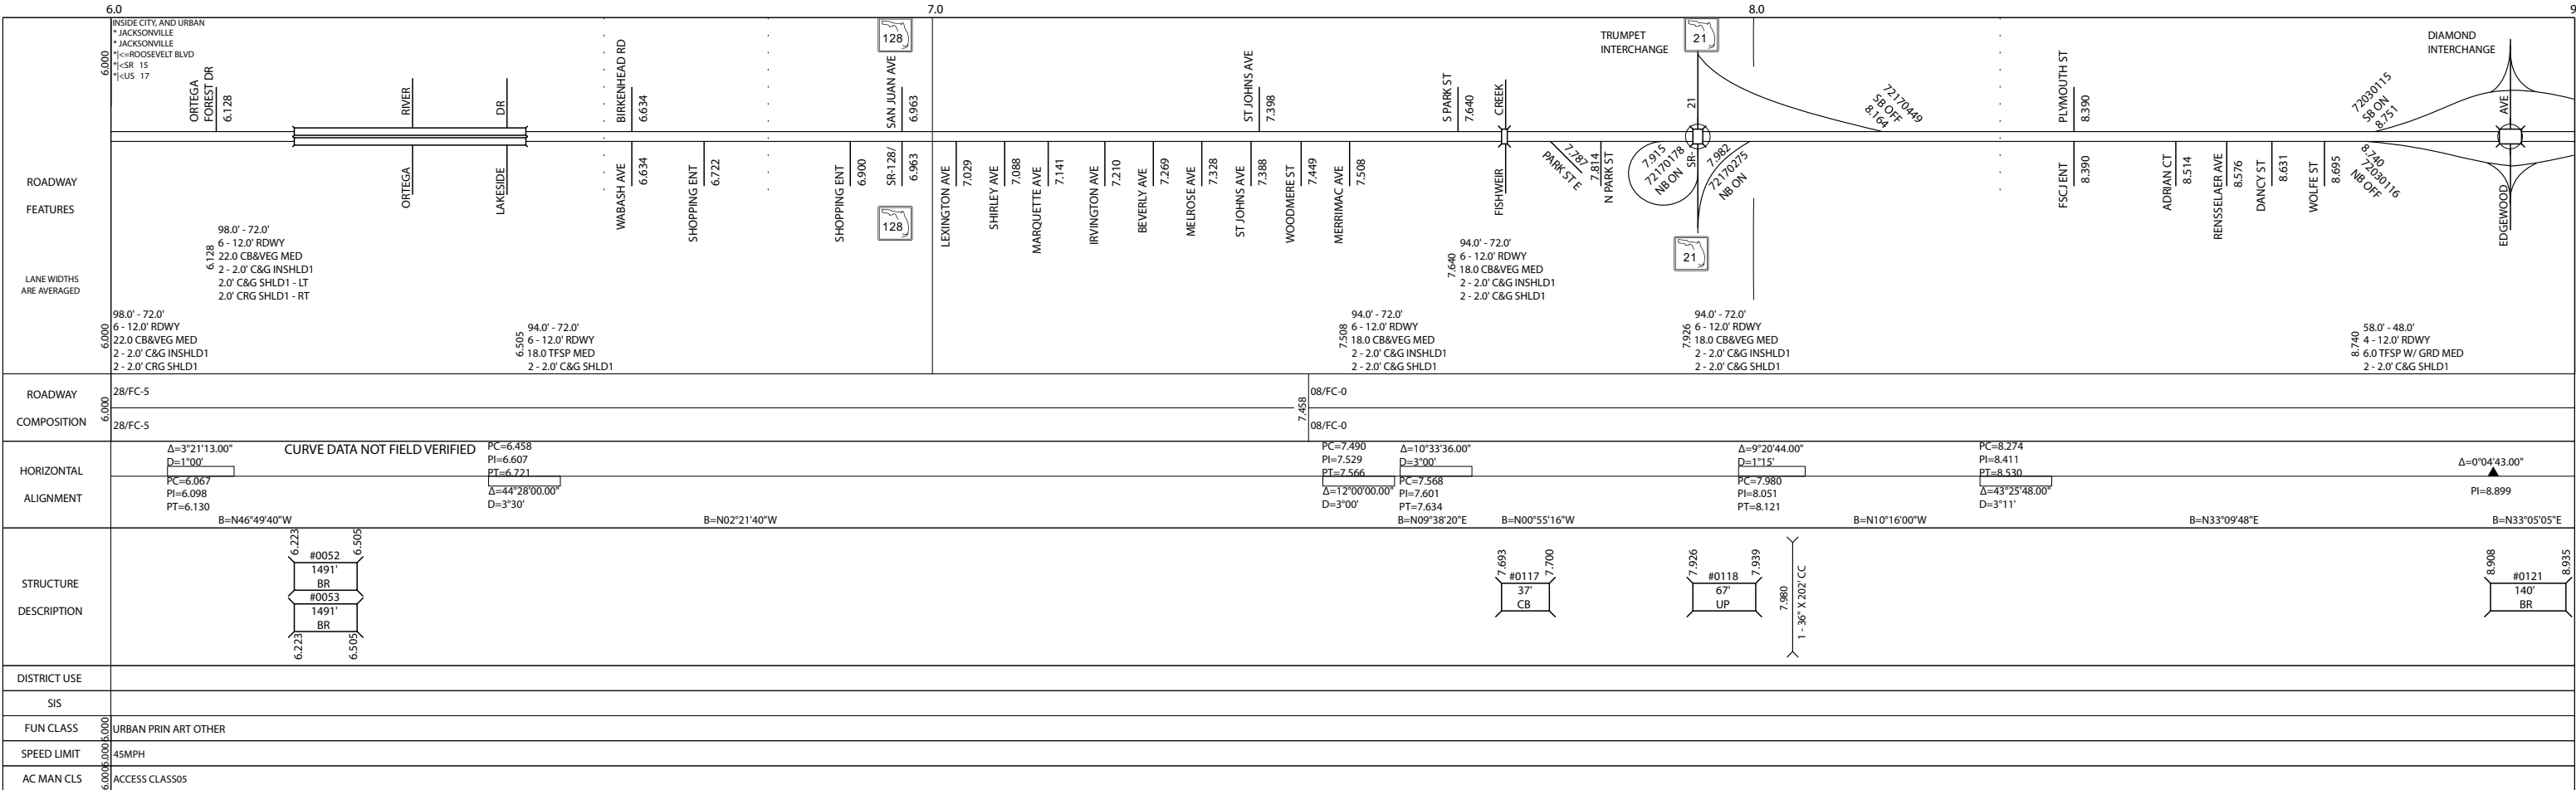 6.0
7.0
8.0
9
INSIDE CITY, AND URBAN
* JACKSONVILLE
* JACKSONVILLE
*|<=ROOSEVELT BLVD
*|<SR 15
*|<US 17
6.000
ORTEGA
FOREST DR
6.128
RIVER
DR
BIRKENHEAD RD
6.634
128
SAN JUAN AVE
6.963
ST JOHNS AVE
7.398
S PARK ST
7.640
CREEK
TRUMPET
INTERCHANGE
21
21
72170449
SB OFF
8.164
PLYMOUTH ST
8.390
72030115
SB ON
8.751
DIAMOND
INTERCHANGE
AVE
ROADWAY
FEATURES
ORTEGA
LAKESIDE
WABASH AVE
6.634
SHOPPING ENT
6.722
SHOPPING ENT
6.900
SR-128/
6.963
128
LEXINGTON AVE
7.029
SHIRLEY AVE
7.088
MARQUETTE AVE
7.141
IRVINGTON AVE
7.210
BEVERLY AVE
7.269
MELROSE AVE
7.328
ST JOHNS AVE
7.388
WOODMERE ST
7.449
MERRIMAC AVE
7.508
FISHWEIR
7.787
PARK ST E
7.814
N PARK ST
7.915
72170178
NB ON
SR-
7.982
72170275
NB ON
21
FSCJ ENT
8.390
ADRIAN CT
8.514
RENSSELAER AVE
8.576
DANCY ST
8.631
WOLFE ST
8.695
8.740
72030116
NB OFF
EDGEWOOD
LANE WIDTHS
ARE AVERAGED
6.128
98.0' - 72.0'
6 - 12.0' RDWY
22.0 CB&VEG MED
2 - 2.0' C&G INSHLD1
2.0' C&G SHLD1 - LT
2.0' CRG SHLD1 - RT
7.640
94.0' - 72.0'
6 - 12.0' RDWY
18.0 CB&VEG MED
2 - 2.0' C&G INSHLD1
2 - 2.0' C&G SHLD1
6.000
98.0' - 72.0'
6 - 12.0' RDWY
22.0 CB&VEG MED
2 - 2.0' C&G INSHLD1
2 - 2.0' CRG SHLD1
6.505
94.0' - 72.0'
6 - 12.0' RDWY
18.0 TFSP MED
2 - 2.0' C&G SHLD1
7.508
94.0' - 72.0'
6 - 12.0' RDWY
18.0 CB&VEG MED
2 - 2.0' C&G INSHLD1
2 - 2.0' C&G SHLD1
7.926
94.0' - 72.0'
6 - 12.0' RDWY
18.0 CB&VEG MED
2 - 2.0' C&G INSHLD1
2 - 2.0' C&G SHLD1
8.740
58.0' - 48.0'
4 - 12.0' RDWY
6.0 TFSP W/ GRD MED
2 - 2.0' C&G SHLD1
ROADWAY
COMPOSITION
6.000
28/FC-5
28/FC-5
7.458
08/FC-0
08/FC-0
HORIZONTAL
ALIGNMENT
CURVE DATA NOT FIELD VERIFIED
Δ=3°21'13.00"
D=1°00'
PC=6.067
PI=6.098
PT=6.130
B=N46°49'40"W
PC=6.458
PI=6.607
PT=6.721
Δ=44°28'00.00"
D=3°30'
B=N02°21'40"W
PC=7.490
PI=7.529
PT=7.566
Δ=12°00'00.00"
D=3°00'
Δ=10°33'36.00"
D=3°00'
PC=7.568
PI=7.601
PT=7.634
B=N09°38'20"E
B=N00°55'16"W
Δ=9°20'44.00"
D=1°15'
PC=7.980
PI=8.051
PT=8.121
B=N10°16'00"W
PC=8.274
PI=8.411
PT=8.530
Δ=43°25'48.00"
D=3°11'
B=N33°09'48"E
Δ=0°04'43.00"
PI=8.899
B=N33°05'05"E
STRUCTURE
DESCRIPTION
6.223
6.505
#0052
1491'
BR
#0053
1491'
BR
6.223
6.505
7.693
7.700
#0117
37'
CB
7.926
7.939
#0118
67'
UP
7.980
1 - 36" X 202' CC
8.908
8.935
#0121
140'
BR
DISTRICT USE
SIS
FUN CLASS
6.000
URBAN PRIN ART OTHER
SPEED LIMIT
6.000
45MPH
AC MAN CLS
6.000
ACCESS CLASS05